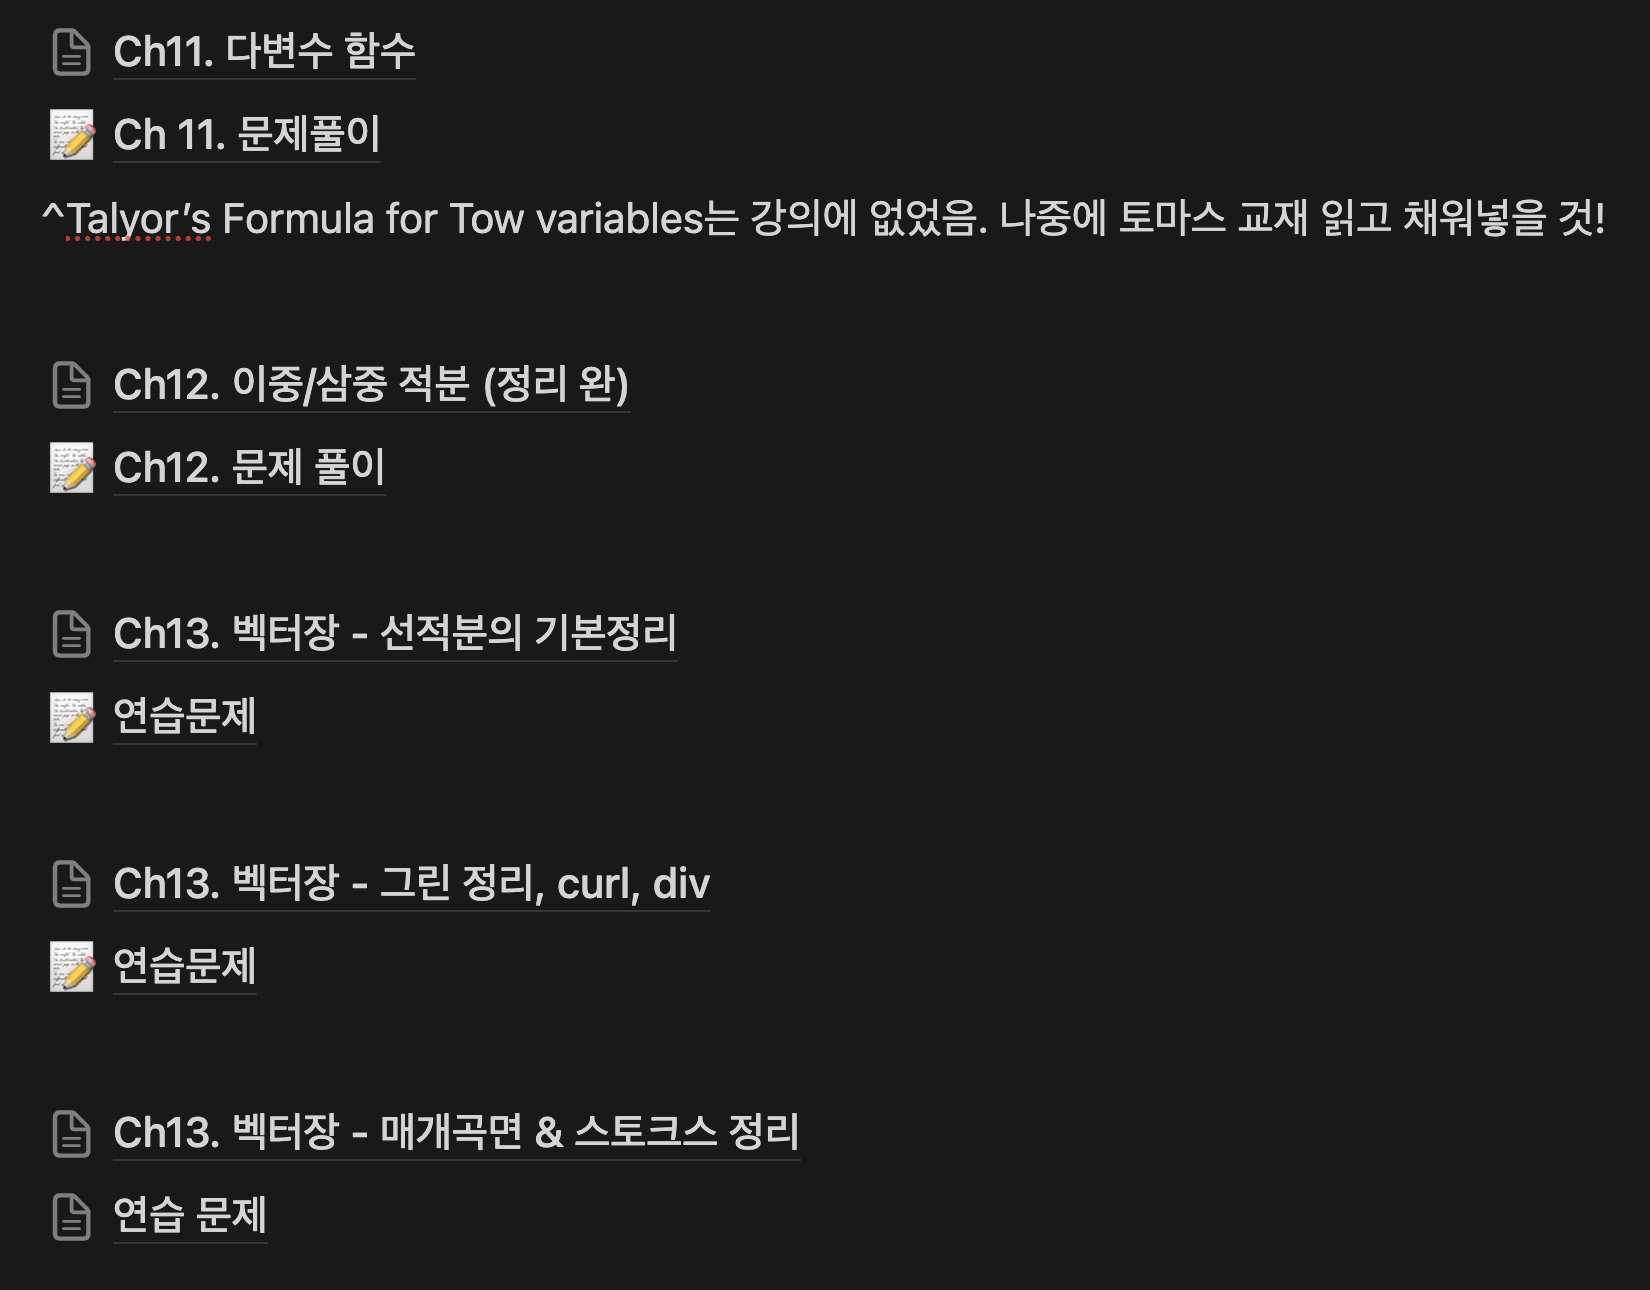 Ch11. 다변수 함수
Ch 11. 문제풀이
^Talyor’s Formula for Tow variables는 강의에 없었음. 나중에 토마스 교재 읽고 채워넣을 것!
Ch12. 이중/삼중 적분 (정리 완)
Ch12. 문제 풀이
Ch13. 벡터장 - 선적분의 기본정리
연습문제
Ch13. 벡터장 - 그린 정리, curl, div
연습문제
Ch13. 벡터장 - 매개곡면 & 스토크스 정리
연습 문제